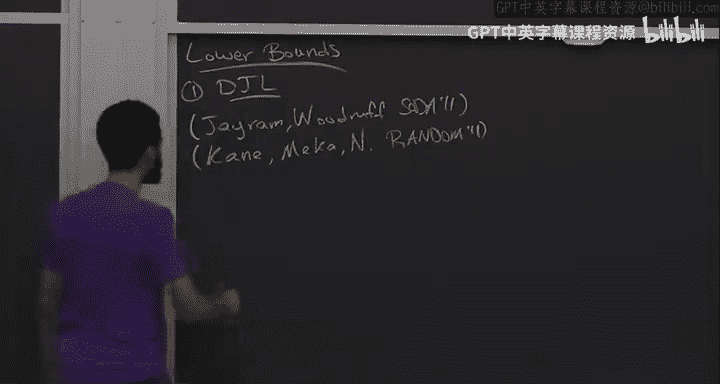 GPT中英字幕课程资源@bilibili.com
GPT中英字幕课程资源 bilibili
Lower Bounds
① DJL
(Jayram, Woodruff SODA'11)
(Kane, Meka, N. RANDOM'11)